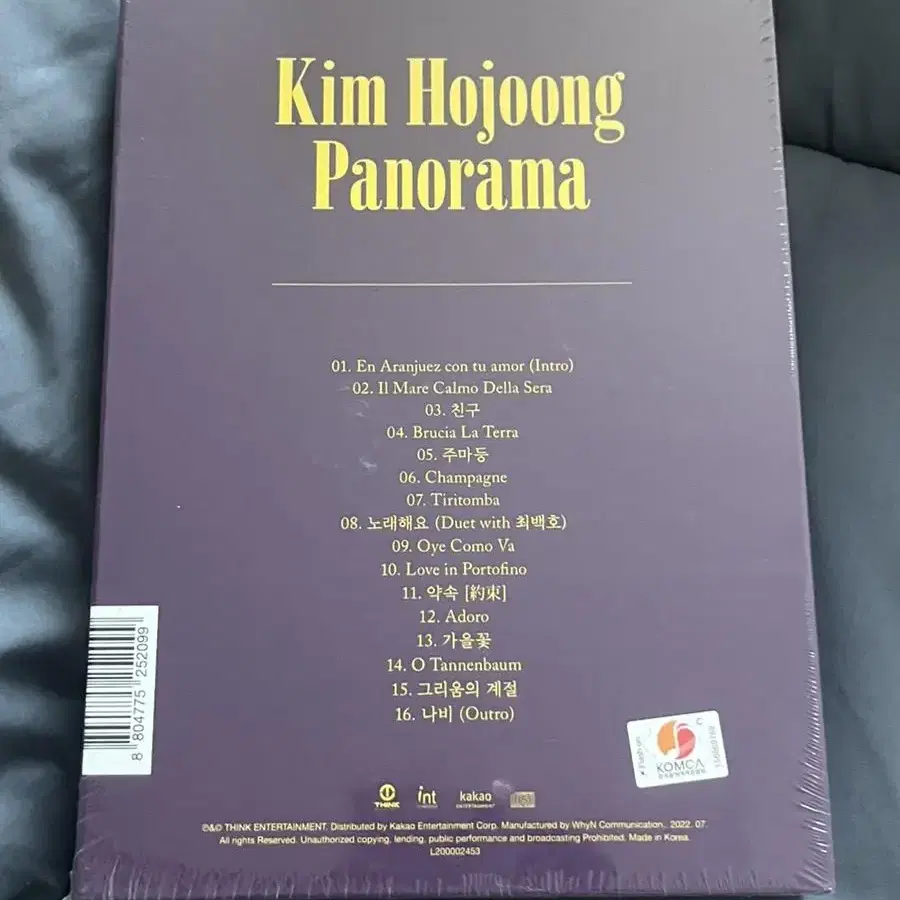 Kim Hojoong
Panorama
01. En Aranjuez con tu amor (Intro)
02. Il Mare Calmo Della Sera
03. 친구
04. Brucia La Terra
05. 주마등
06. Champagne
07. Tiritomba
08. 노래해요 (Duet with 최백호)
09. Oye Como Va
10. Love in Portofino
11. 약속 [約束]
12. Adoro
13. 가을꽃
14. O Tannenbaum
15. 그리움의 계절
16. 나비 (Outro)
8 804775 252099
C
KOMCA
THINK
int
kakao
ENTERTAINMENT
℗&© THINK ENTERTAINMENT. Distributed by Kakao Entertainment Corp. Manufactured by WhyN Communication. 2022. 07.
All rights Reserved. Unauthorized copying, lending, public performance and broadcasting Prohibited. Made in Korea.
L200002453